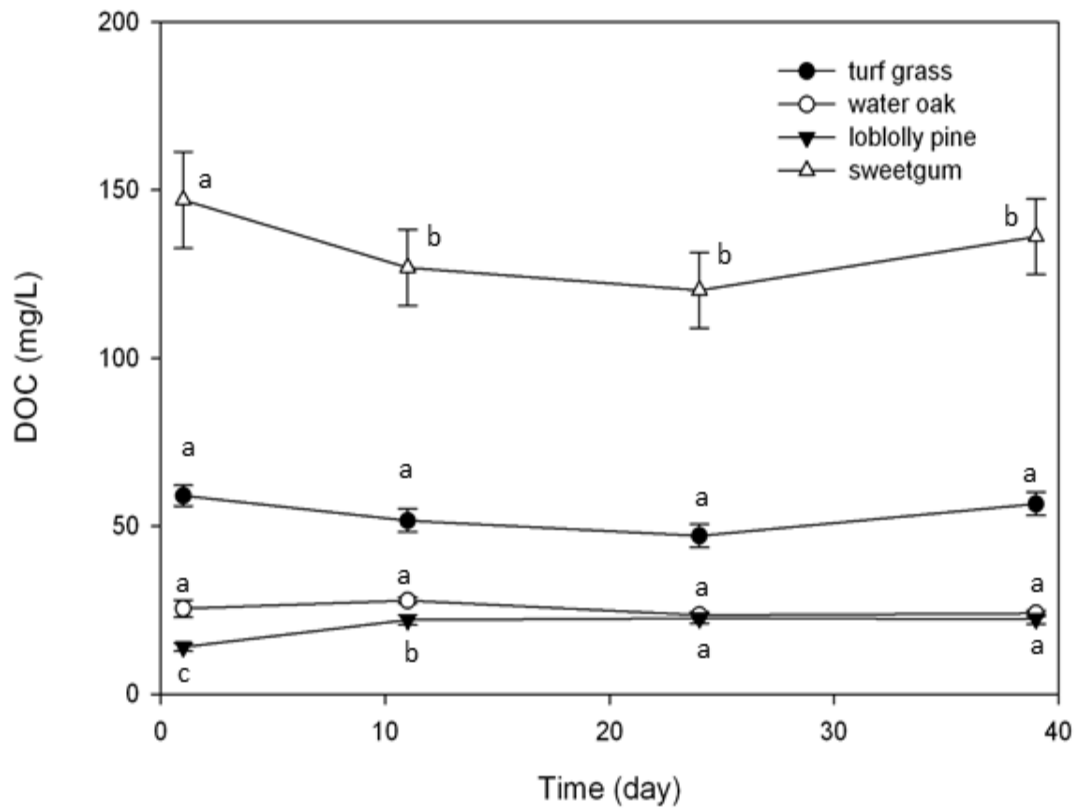 200
turf grass
water oak
loblolly pine
sweetgum
a
150
b
b
b
DOC (mg/L)
100
a
a
a
a
50
a
a
a
a
c
b
a
a
0
0
10
20
30
40
Time (day)